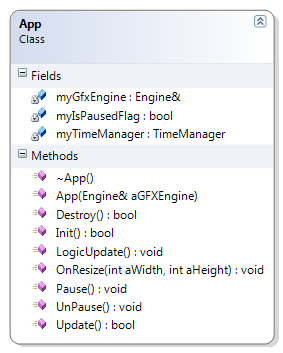 App
Class
Fields
myGfxEngine : Engine&
myIsPausedFlag : bool
myTimeManager : TimeManager
Methods
~App()
App(Engine& aGFXEngine)
Destroy() : bool
Init() : bool
LogicUpdate() : void
OnResize(int aWidth, int aHeight) : void
Pause() : void
UnPause() : void
Update() : bool